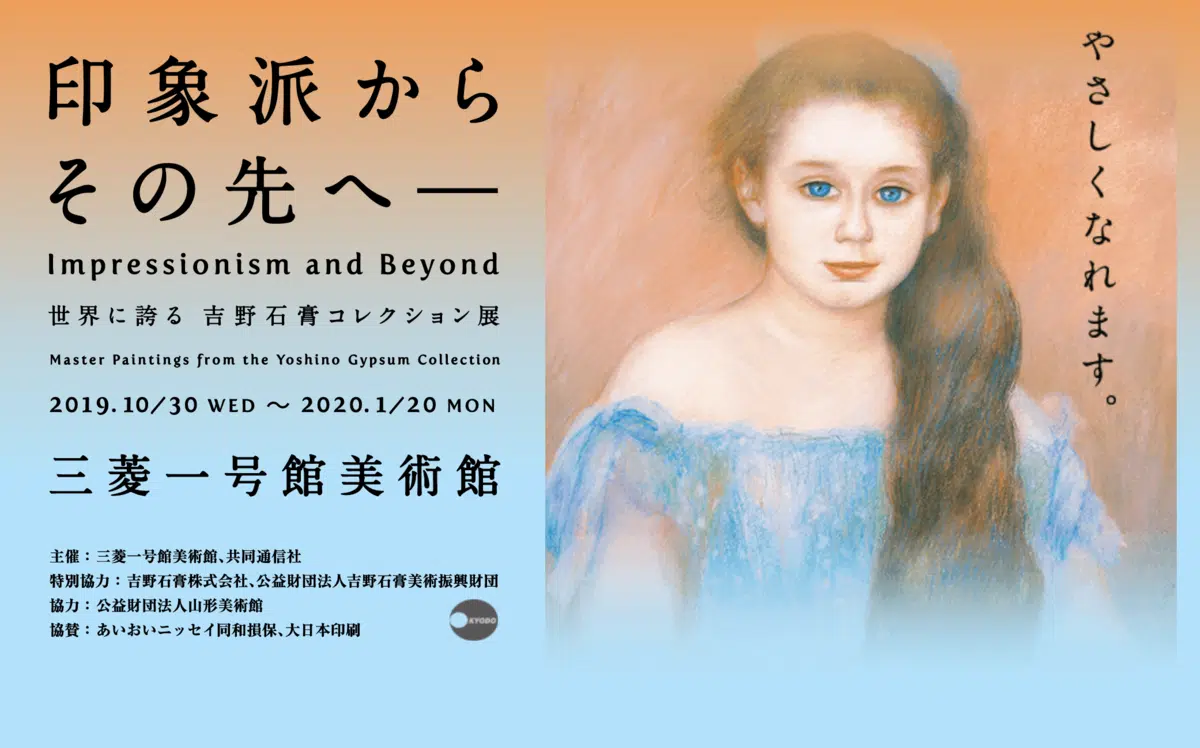 印象派から
その先へ―
Impressionism and Beyond
世界に誇る 吉野石膏コレクション展
Master Paintings from the Yoshino Gypsum Collection
2019.10/30 WED ～ 2020.1/20 MON
三菱一号館美術館
主催：三菱一号館美術館、共同通信社
特別協力：吉野石膏株式会社、公益財団法人吉野石膏美術振興財団
協力：公益財団法人山形美術館
協賛：あいおいニッセイ同和損保、大日本印刷
KYODO
やさしくなれます。